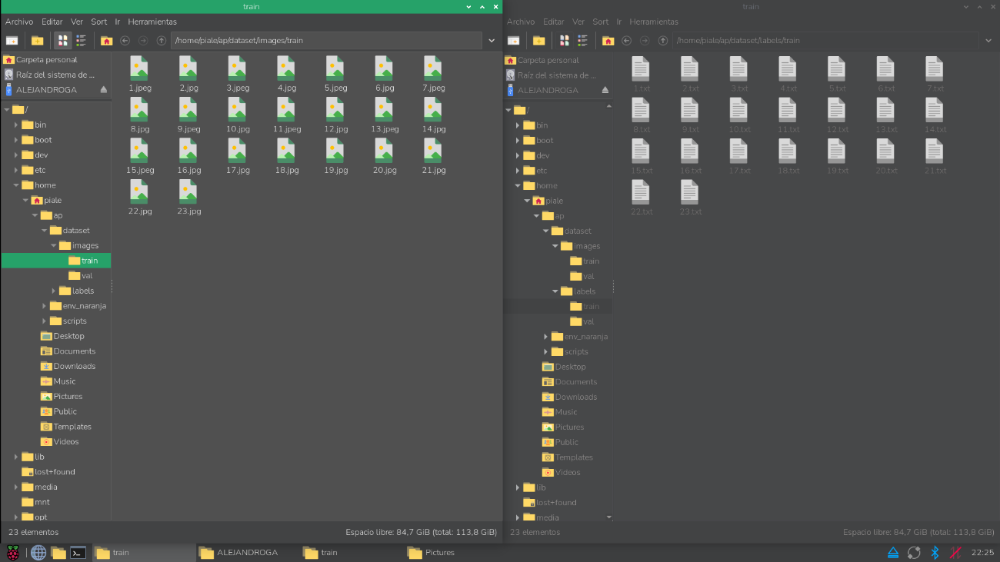 train
Archivo Editar Ver Sort Ir Herramientas
/home/piale/ap/dataset/images/train
Carpeta personal
Raíz del sistema de ...
ALEJANDROGA
/
bin
boot
dev
etc
home
piale
ap
dataset
images
train
val
labels
env_naranja
scripts
Desktop
Documents
Downloads
Music
Pictures
Public
Templates
Videos
lib
lost+found
media
mnt
opt
1.jpeg 2.jpg 3.jpeg 4.jpg 5.jpeg 6.jpg 7.jpeg
8.jpg 9.jpeg 10.jpg 11.jpeg 12.jpg 13.jpeg 14.jpg
15.jpeg 16.jpg 17.jpg 18.jpg 19.jpg 20.jpg 21.jpg
22.jpg 23.jpg
23 elementos Espacio libre: 84,7 GiB (total: 113,8 GiB)
train
Archivo Editar Ver Sort Ir Herramientas
/home/piale/ap/dataset/labels/train
Carpeta personal
Raíz del sistema de ...
ALEJANDROGA
/
bin
boot
dev
etc
home
piale
ap
dataset
images
train
val
labels
train
val
env_naranja
scripts
Desktop
Documents
Downloads
Music
Pictures
Public
Templates
Videos
lib
lost+found
media
1.txt 2.txt 3.txt 4.txt 5.txt 6.txt 7.txt
8.txt 9.txt 10.txt 11.txt 12.txt 13.txt 14.txt
15.txt 16.txt 17.txt 18.txt 19.txt 20.txt 21.txt
22.txt 23.txt
23 elementos Espacio libre: 84,7 GiB (total: 113,8 GiB)
train ALEJANDROGA train Pictures 22:25